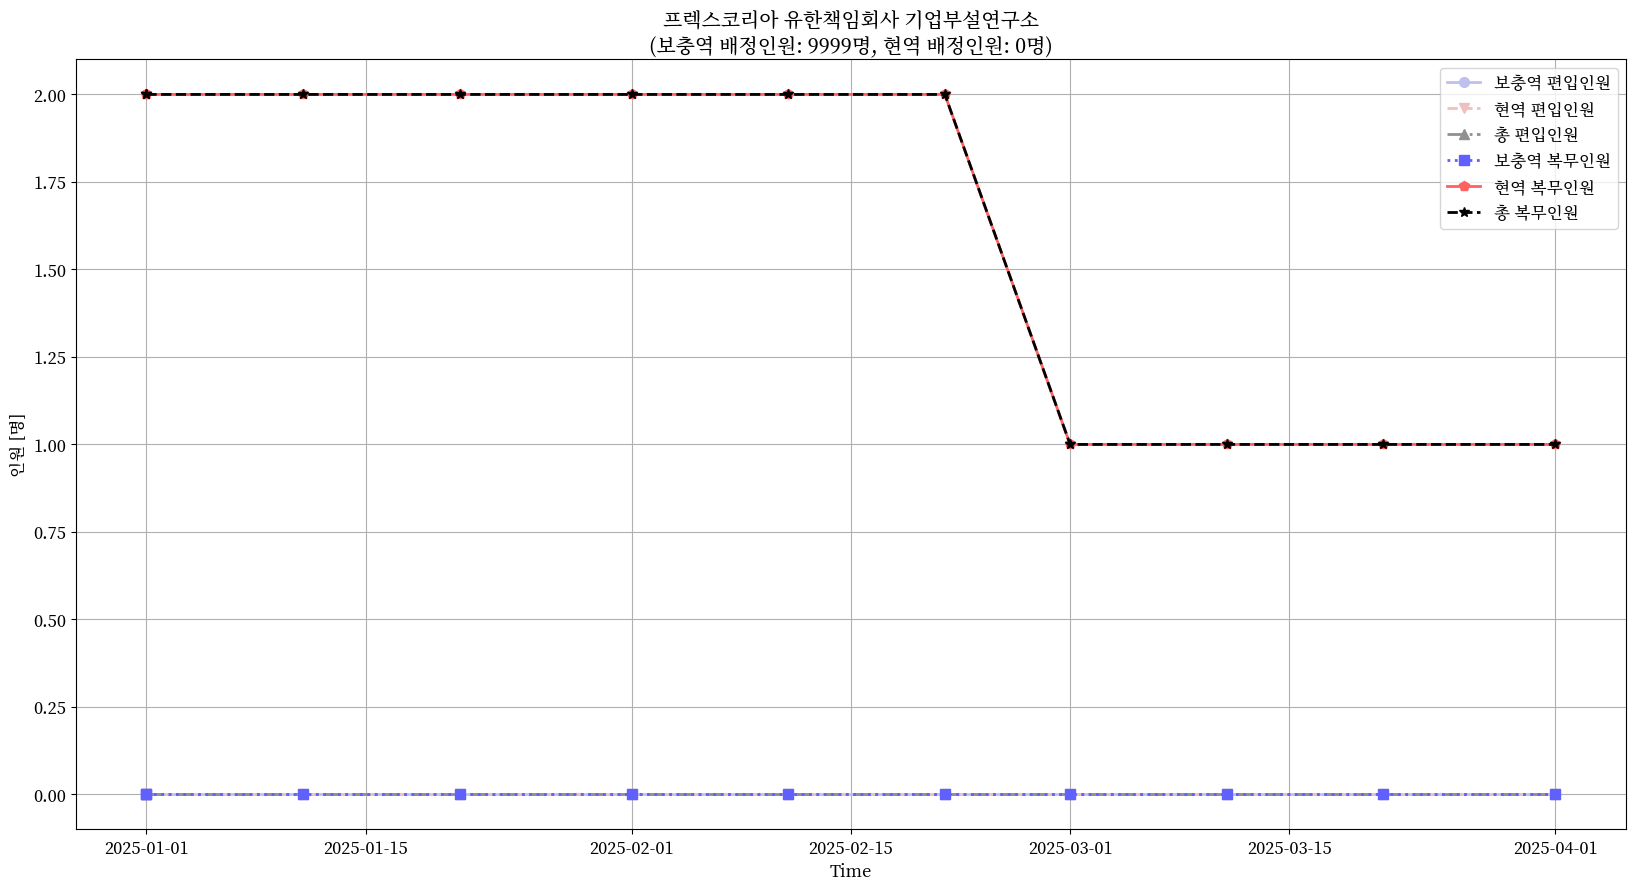 프렉스코리아 유한책임회사 기업부설연구소
(보충역 배정인원: 9999명, 현역 배정인원: 0명)
보충역 편입인원
현역 편입인원
총 편입인원
보충역 복무인원
현역 복무인원
총 복무인원
인원 [명]
2.00
1.75
1.50
1.25
1.00
0.75
0.50
0.25
0.00
2025-01-01
2025-01-15
2025-02-01
2025-02-15
2025-03-01
2025-03-15
2025-04-01
Time